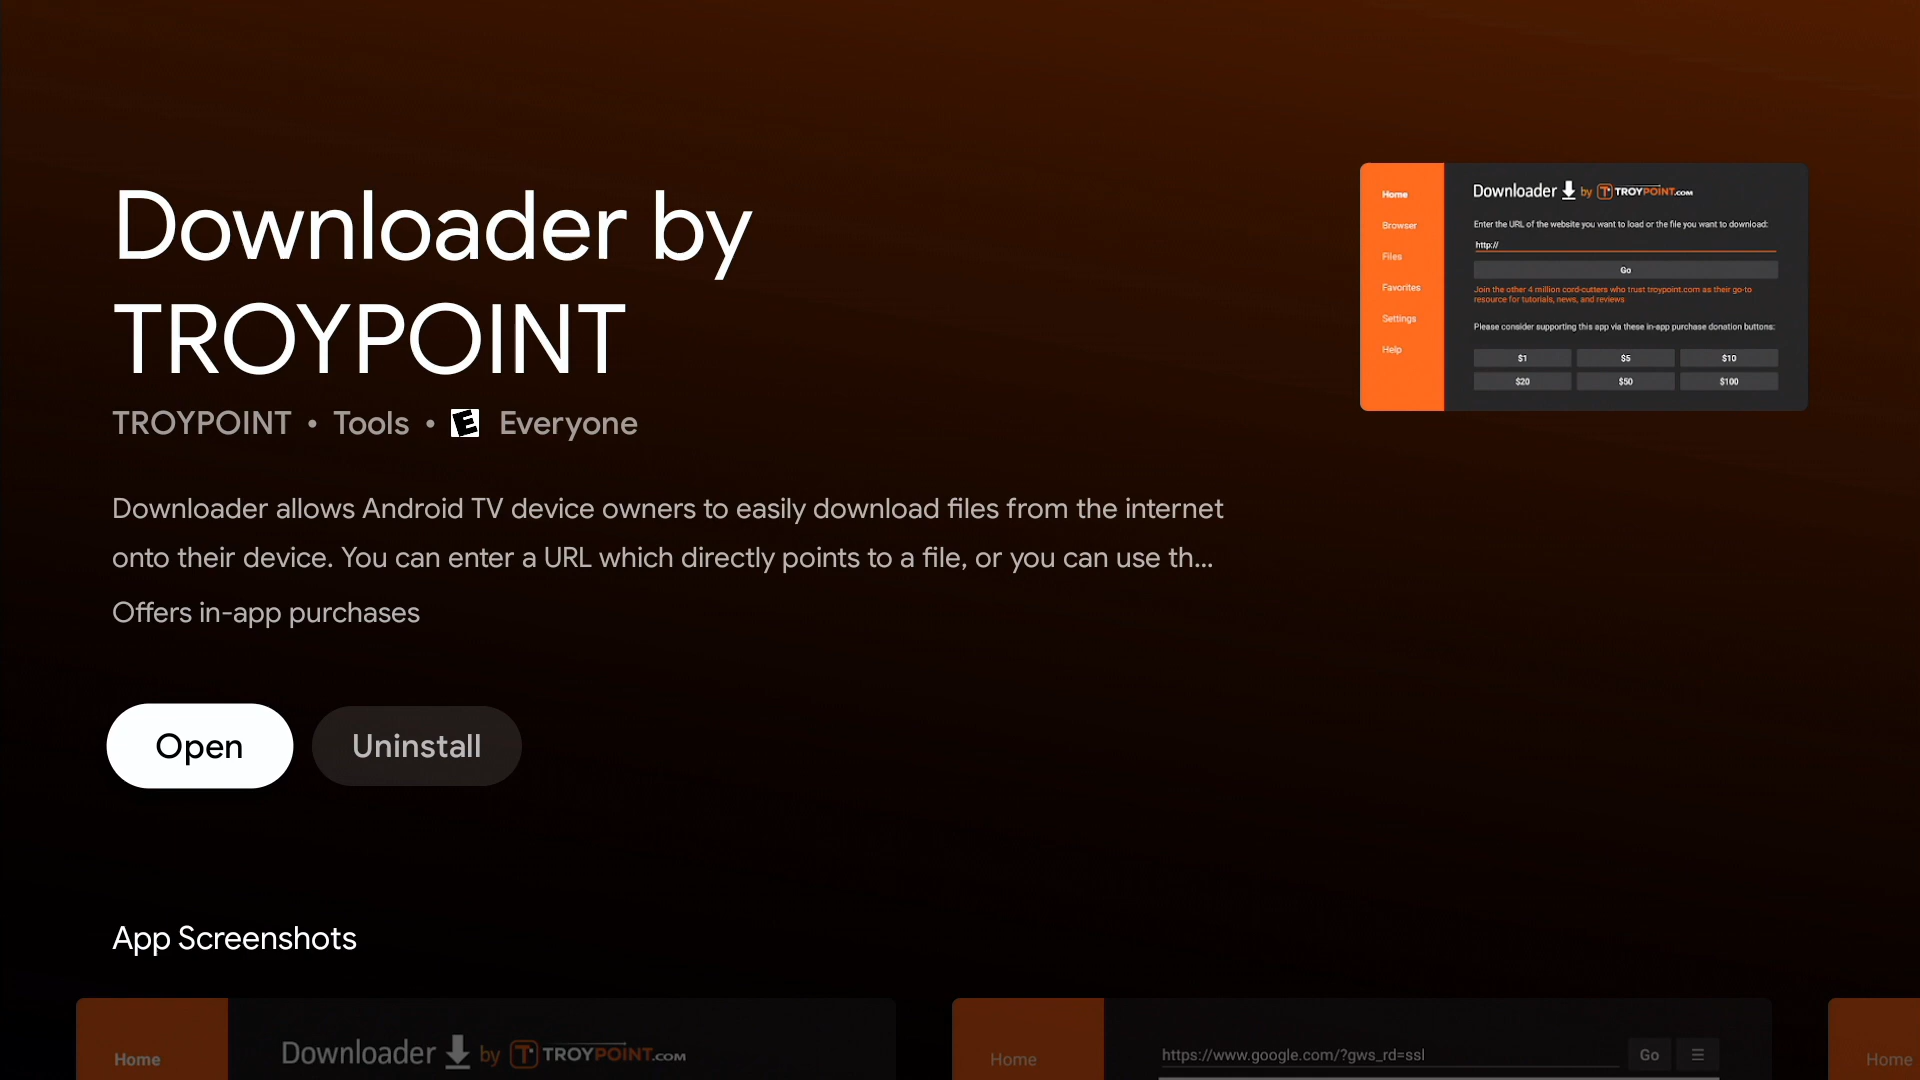 Downloader by
TROYPOINT
TROYPOINT • Tools • E Everyone
Downloader allows Android TV device owners to easily download files from the internet
onto their device. You can enter a URL which directly points to a file, or you can use th...
Offers in-app purchases
Open
Uninstall
Home
Browser
Files
Favorites
Settings
Help
Downloader by TROYPOINT.COM
Enter the URL of the website you want to load or the file you want to download:
http://
Go
Join the other 4 million cord-cutters who trust troypoint.com as their go-to
resource for tutorials, news, and reviews
Please consider supporting this app via these in-app purchase donation buttons:
$1 $5 $10
$20 $50 $100
App Screenshots
Home
Downloader by TROYPOINT.COM
Home
https://www.google.com/?gws_rd=ssl
Go
Home